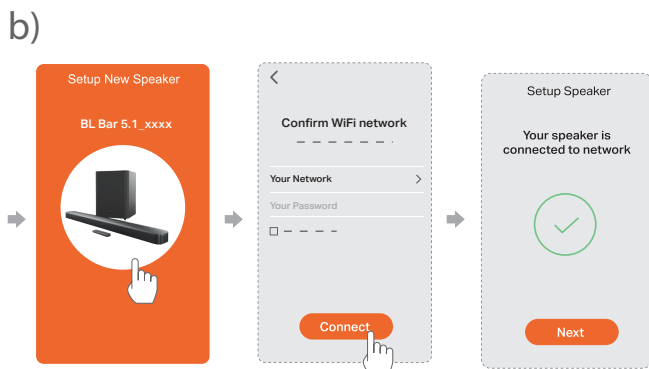 b)
Setup New Speaker
BL Bar 5.1_xxxx
Confirm WiFi network
Your Network
Your Password
Connect
Setup Speaker
Your speaker is
connected to network
Next